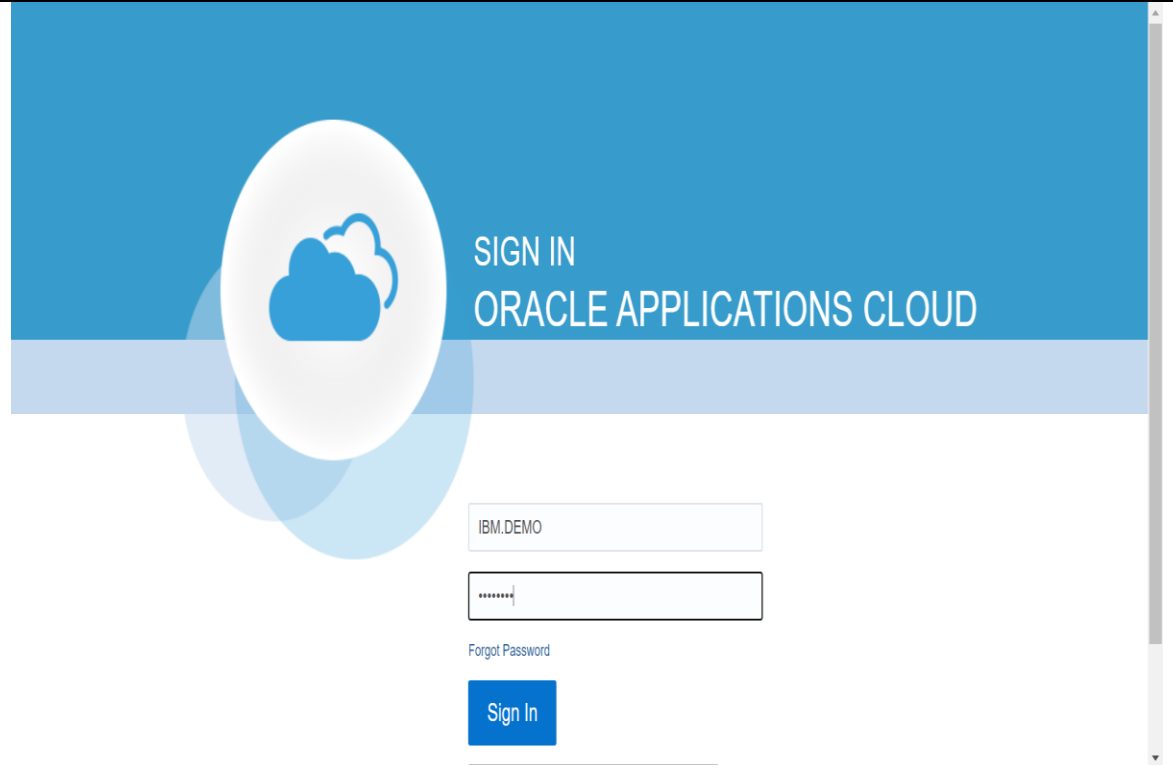 SIGN IN
ORACLE APPLICATIONS CLOUD
IBM.DEMO
••••••••
Forgot Password
Sign In